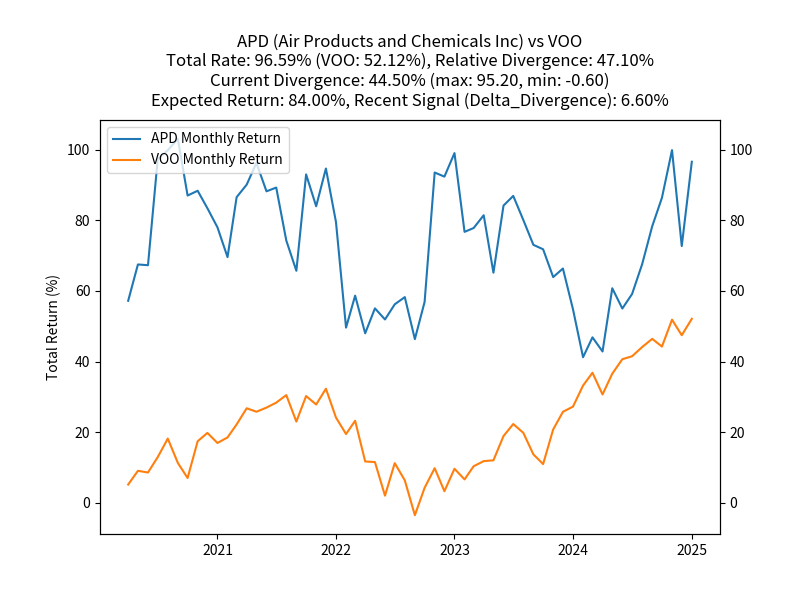 APD (Air Products and Chemicals Inc) vs VOO
Total Rate: 96.59% (VOO: 52.12%), Relative Divergence: 47.10%
Current Divergence: 44.50% (max: 95.20, min: -0.60)
Expected Return: 84.00%, Recent Signal (Delta_Divergence): 6.60%
APD Monthly Return
VOO Monthly Return
100
80
60
40
20
0
Total Return (%)
100
80
60
40
20
0
2021
2022
2023
2024
2025